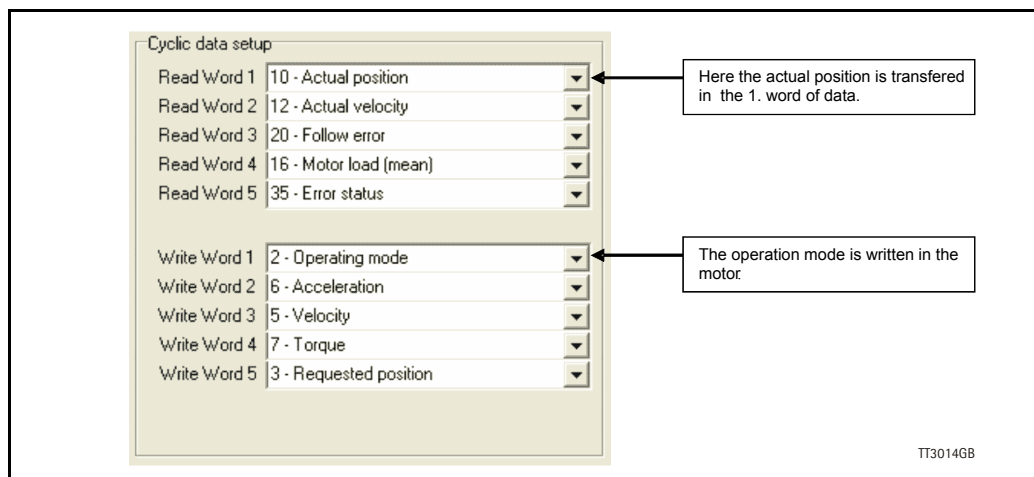 Cyclic data setup
Read Word 1 10 - Actual position
Here the actual position is transfered
in the 1. word of data.
Read Word 2 12 - Actual velocity
Read Word 3 20 - Follow error
Read Word 4 16 - Motor load (mean)
Read Word 5 35 - Error status
Write Word 1 2 - Operating mode
The operation mode is written in the
motor.
Write Word 2 6 - Acceleration
Write Word 3 5 - Velocity
Write Word 4 7 - Torque
Write Word 5 3 - Requested position
TT3014GB